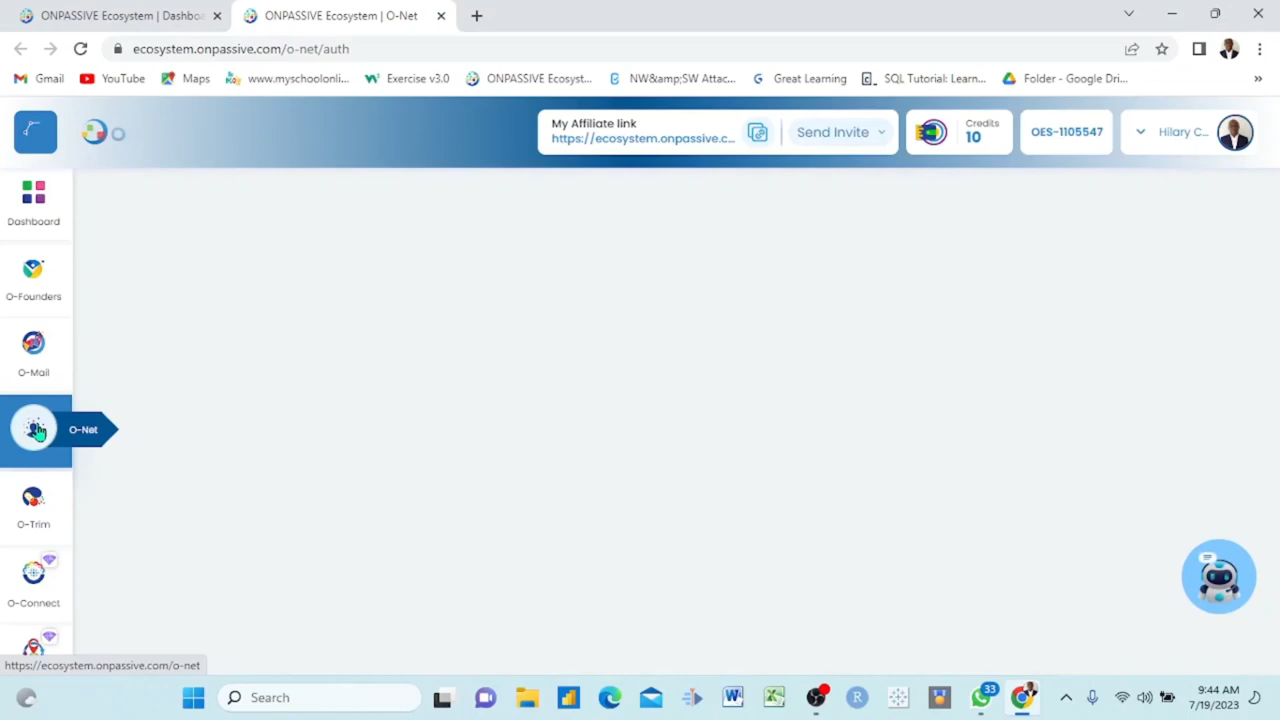 ONPASSIVE Ecosystem | Dashboa
ONPASSIVE Ecosystem | O-Net
ecosystem.onpassive.com/o-net/auth
Gmail
YouTube
Maps
www.myschoolonli...
Exercise v3.0
ONPASSIVE Ecosyst...
NW&amp;SW Attac...
Great Learning
SQL Tutorial: Learn...
Folder - Google Dri...
»
My Affiliate link
https://ecosystem.onpassive.c...
Send Invite
Credits
10
OES-1105547
Hilary C...
Dashboard
O-Founders
O-Mail
O-Net
O-Trim
O-Connect
https://ecosystem.onpassive.com/o-net
Search
33
9:44 AM
7/19/2023